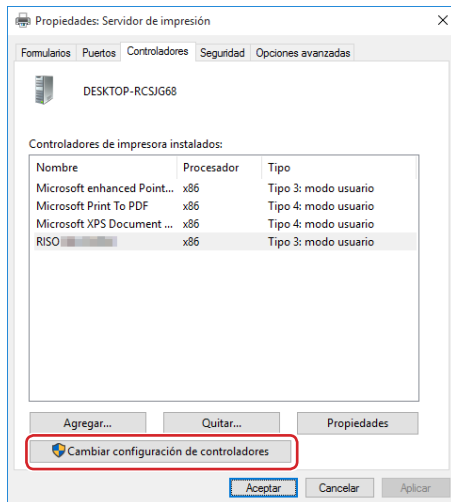 Propiedades: Servidor de impresión
Formularios Puertos Controladores Seguridad Opciones avanzadas
DESKTOP-RCSJG68
Controladores de impresora instalados:
Nombre Procesador Tipo
Microsoft enhanced Point... x86 Tipo 3: modo usuario
Microsoft Print To PDF x86 Tipo 4: modo usuario
Microsoft XPS Document ... x86 Tipo 4: modo usuario
RISO x86 Tipo 3: modo usuario
Agregar... Quitar... Propiedades
Cambiar configuración de controladores
Aceptar Cancelar Aplicar